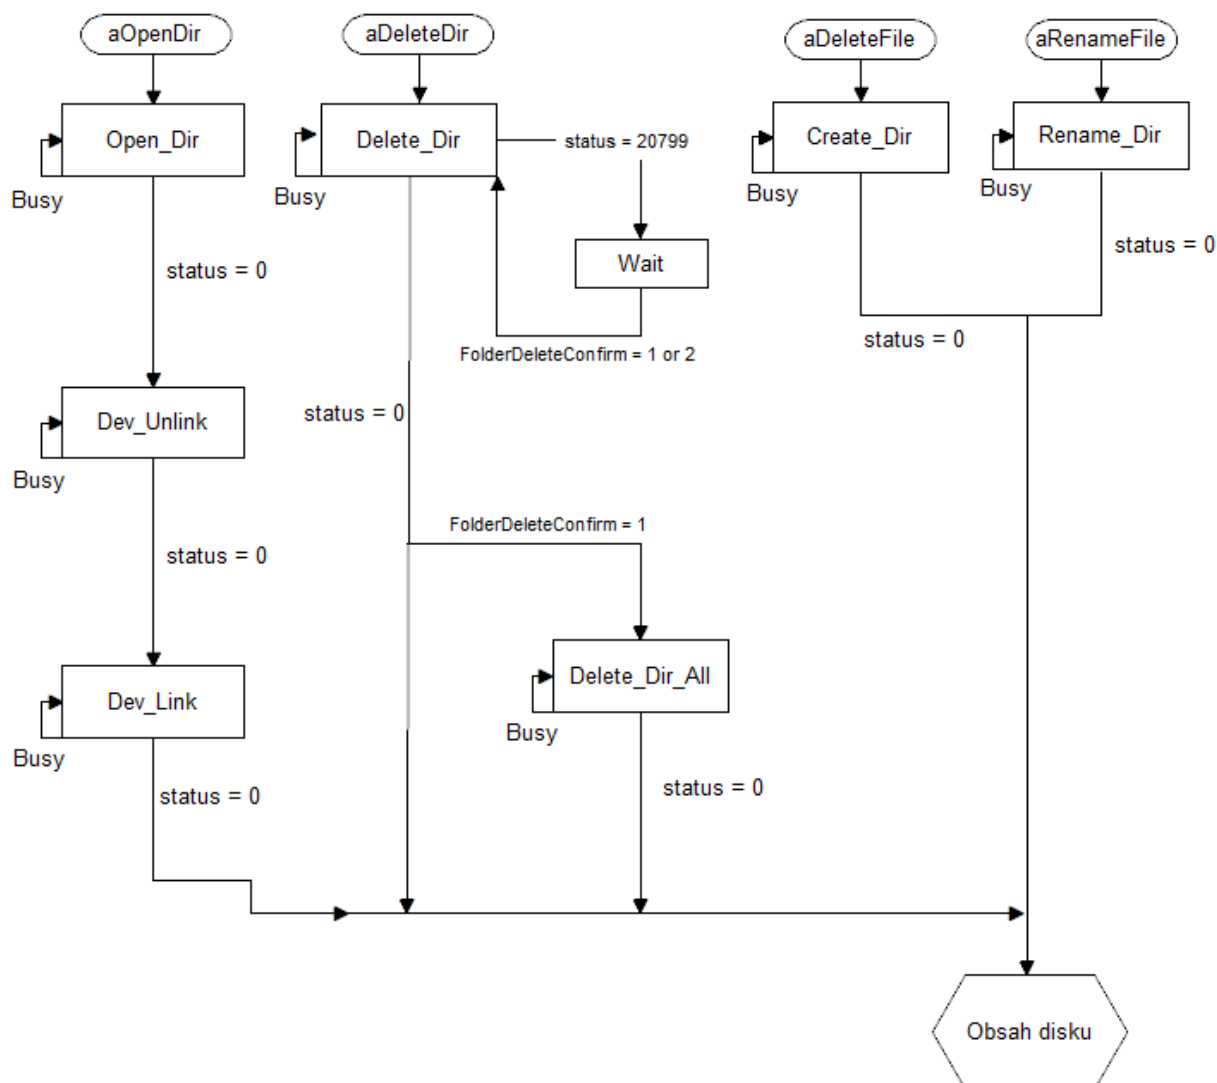 aOpenDir
aDeleteDir
aDeleteFile
aRenameFile
Open_Dir
Delete_Dir
status = 20799
Create_Dir
Rename_Dir
Busy
Busy
Busy
Busy
status = 0
Wait
status = 0
status = 0
FolderDeleteConfirm = 1 or 2
Dev_Unlink
status = 0
Busy
FolderDeleteConfirm = 1
status = 0
Dev_Link
Delete_Dir_All
Busy
Busy
status = 0
status = 0
Obsah disku